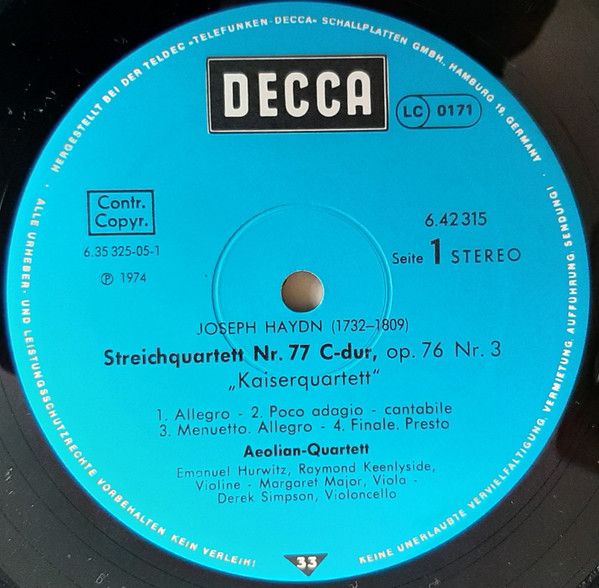 HERGESTELLT BEI DER TELDEC »TELEFUNKEN-DECCA« SCHALLPLATTEN GMBH., HAMBURG 19, GERMANY
DECCA
LC 0171
Contr.
Copyr.
6.35 325-05-1
Ⓟ 1974
6.42 315
Seite 1 STEREO
JOSEPH HAYDN (1732–1809)
Streichquartett Nr. 77 C-dur, op. 76 Nr. 3
„Kaiserquartett“
1. Allegro - 2. Poco adagio - cantabile
3. Menuetto. Allegro - 4. Finale. Presto
Aeolian-Quartett
Emanuel Hurwitz, Raymond Keenlyside,
Violine - Margaret Major, Viola -
Derek Simpson, Violoncello
33
ALLE URHEBER- UND LEISTUNGSSCHUTZRECHTE VORBEHALTEN KEIN VERLEIH!
KEINE UNERLAUBTE VERVIELFÄLTIGUNG, VERMIETUNG, AUFFÜHRUNG, SENDUNG!